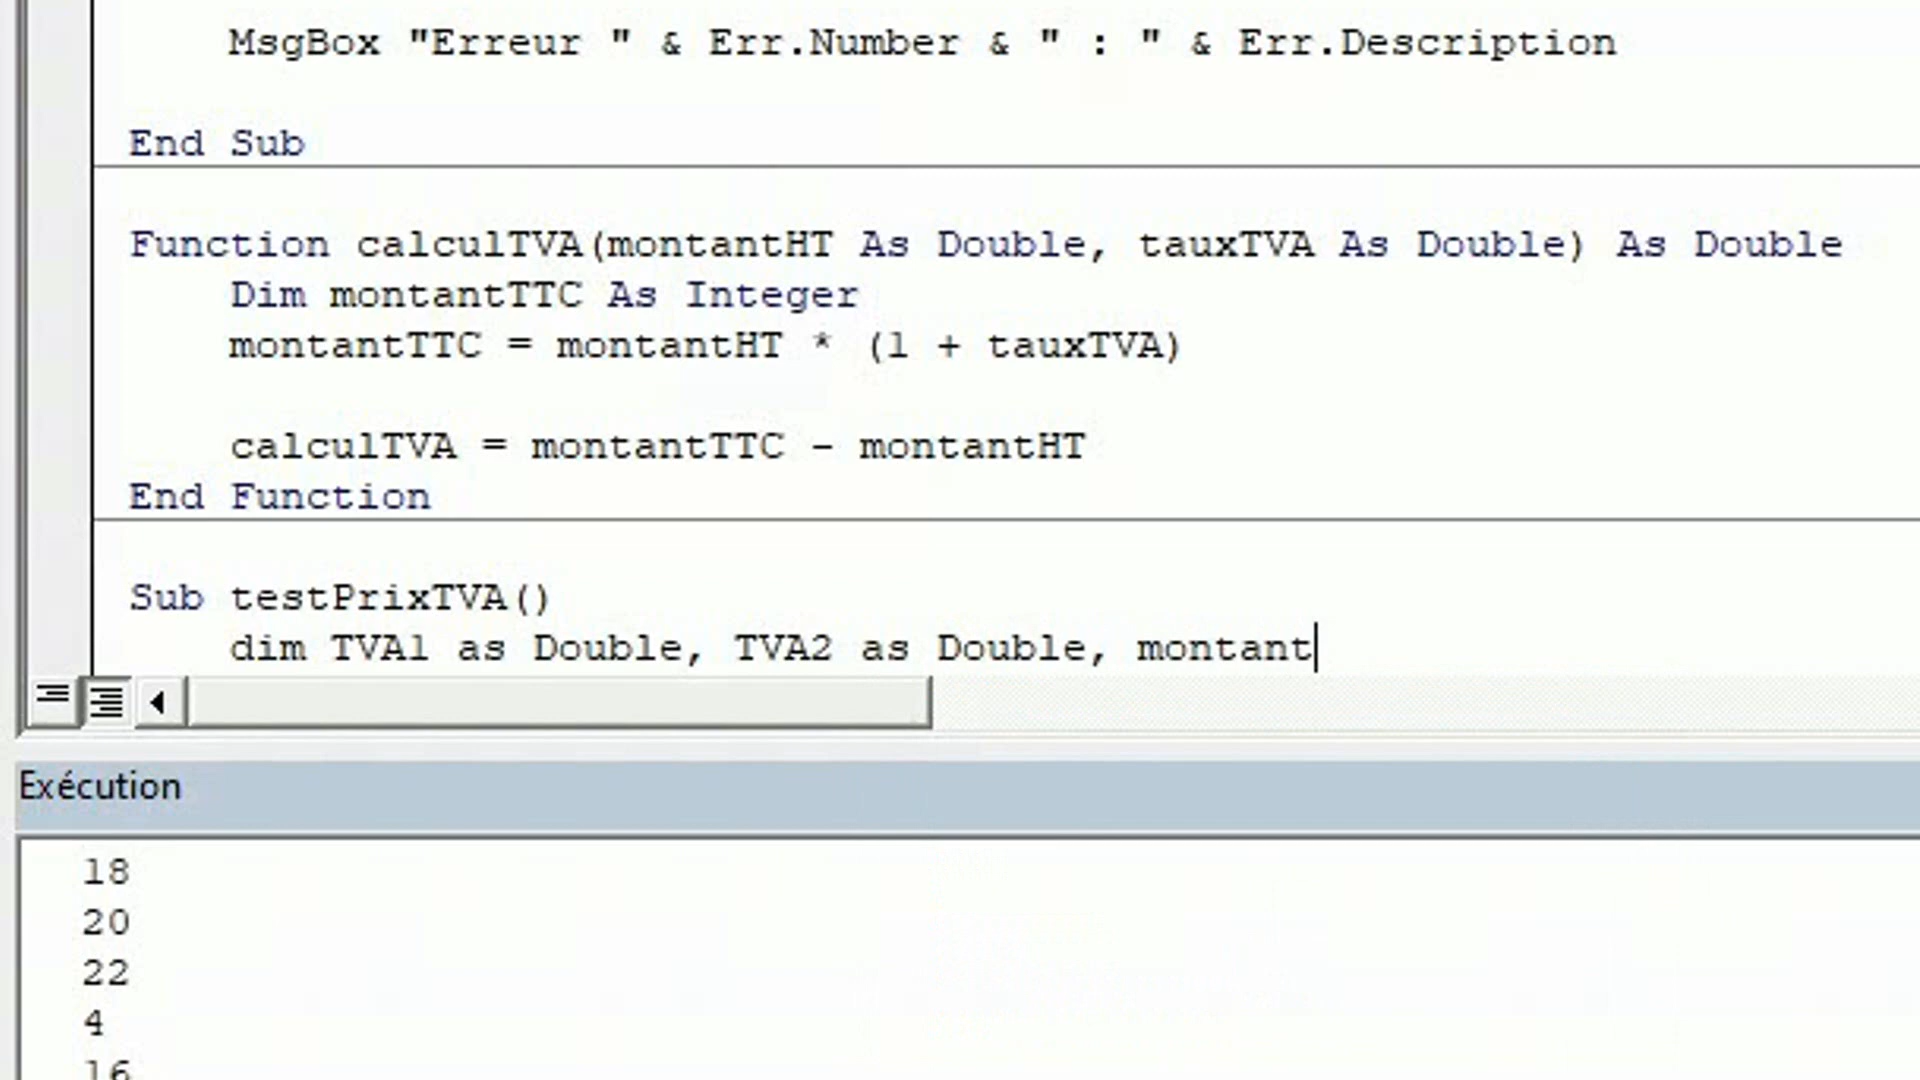 MsgBox "Erreur " & Err.Number & " : " & Err.Description
End Sub
Function calculTVA(montantHT As Double, tauxTVA As Double) As Double
Dim montantTTC As Integer
montantTTC = montantHT * (1 + tauxTVA)
calculTVA = montantTTC - montantHT
End Function
Sub testPrixTVA()
dim TVA1 as Double, TVA2 as Double, montant
Exécution
18
20
22
4
16